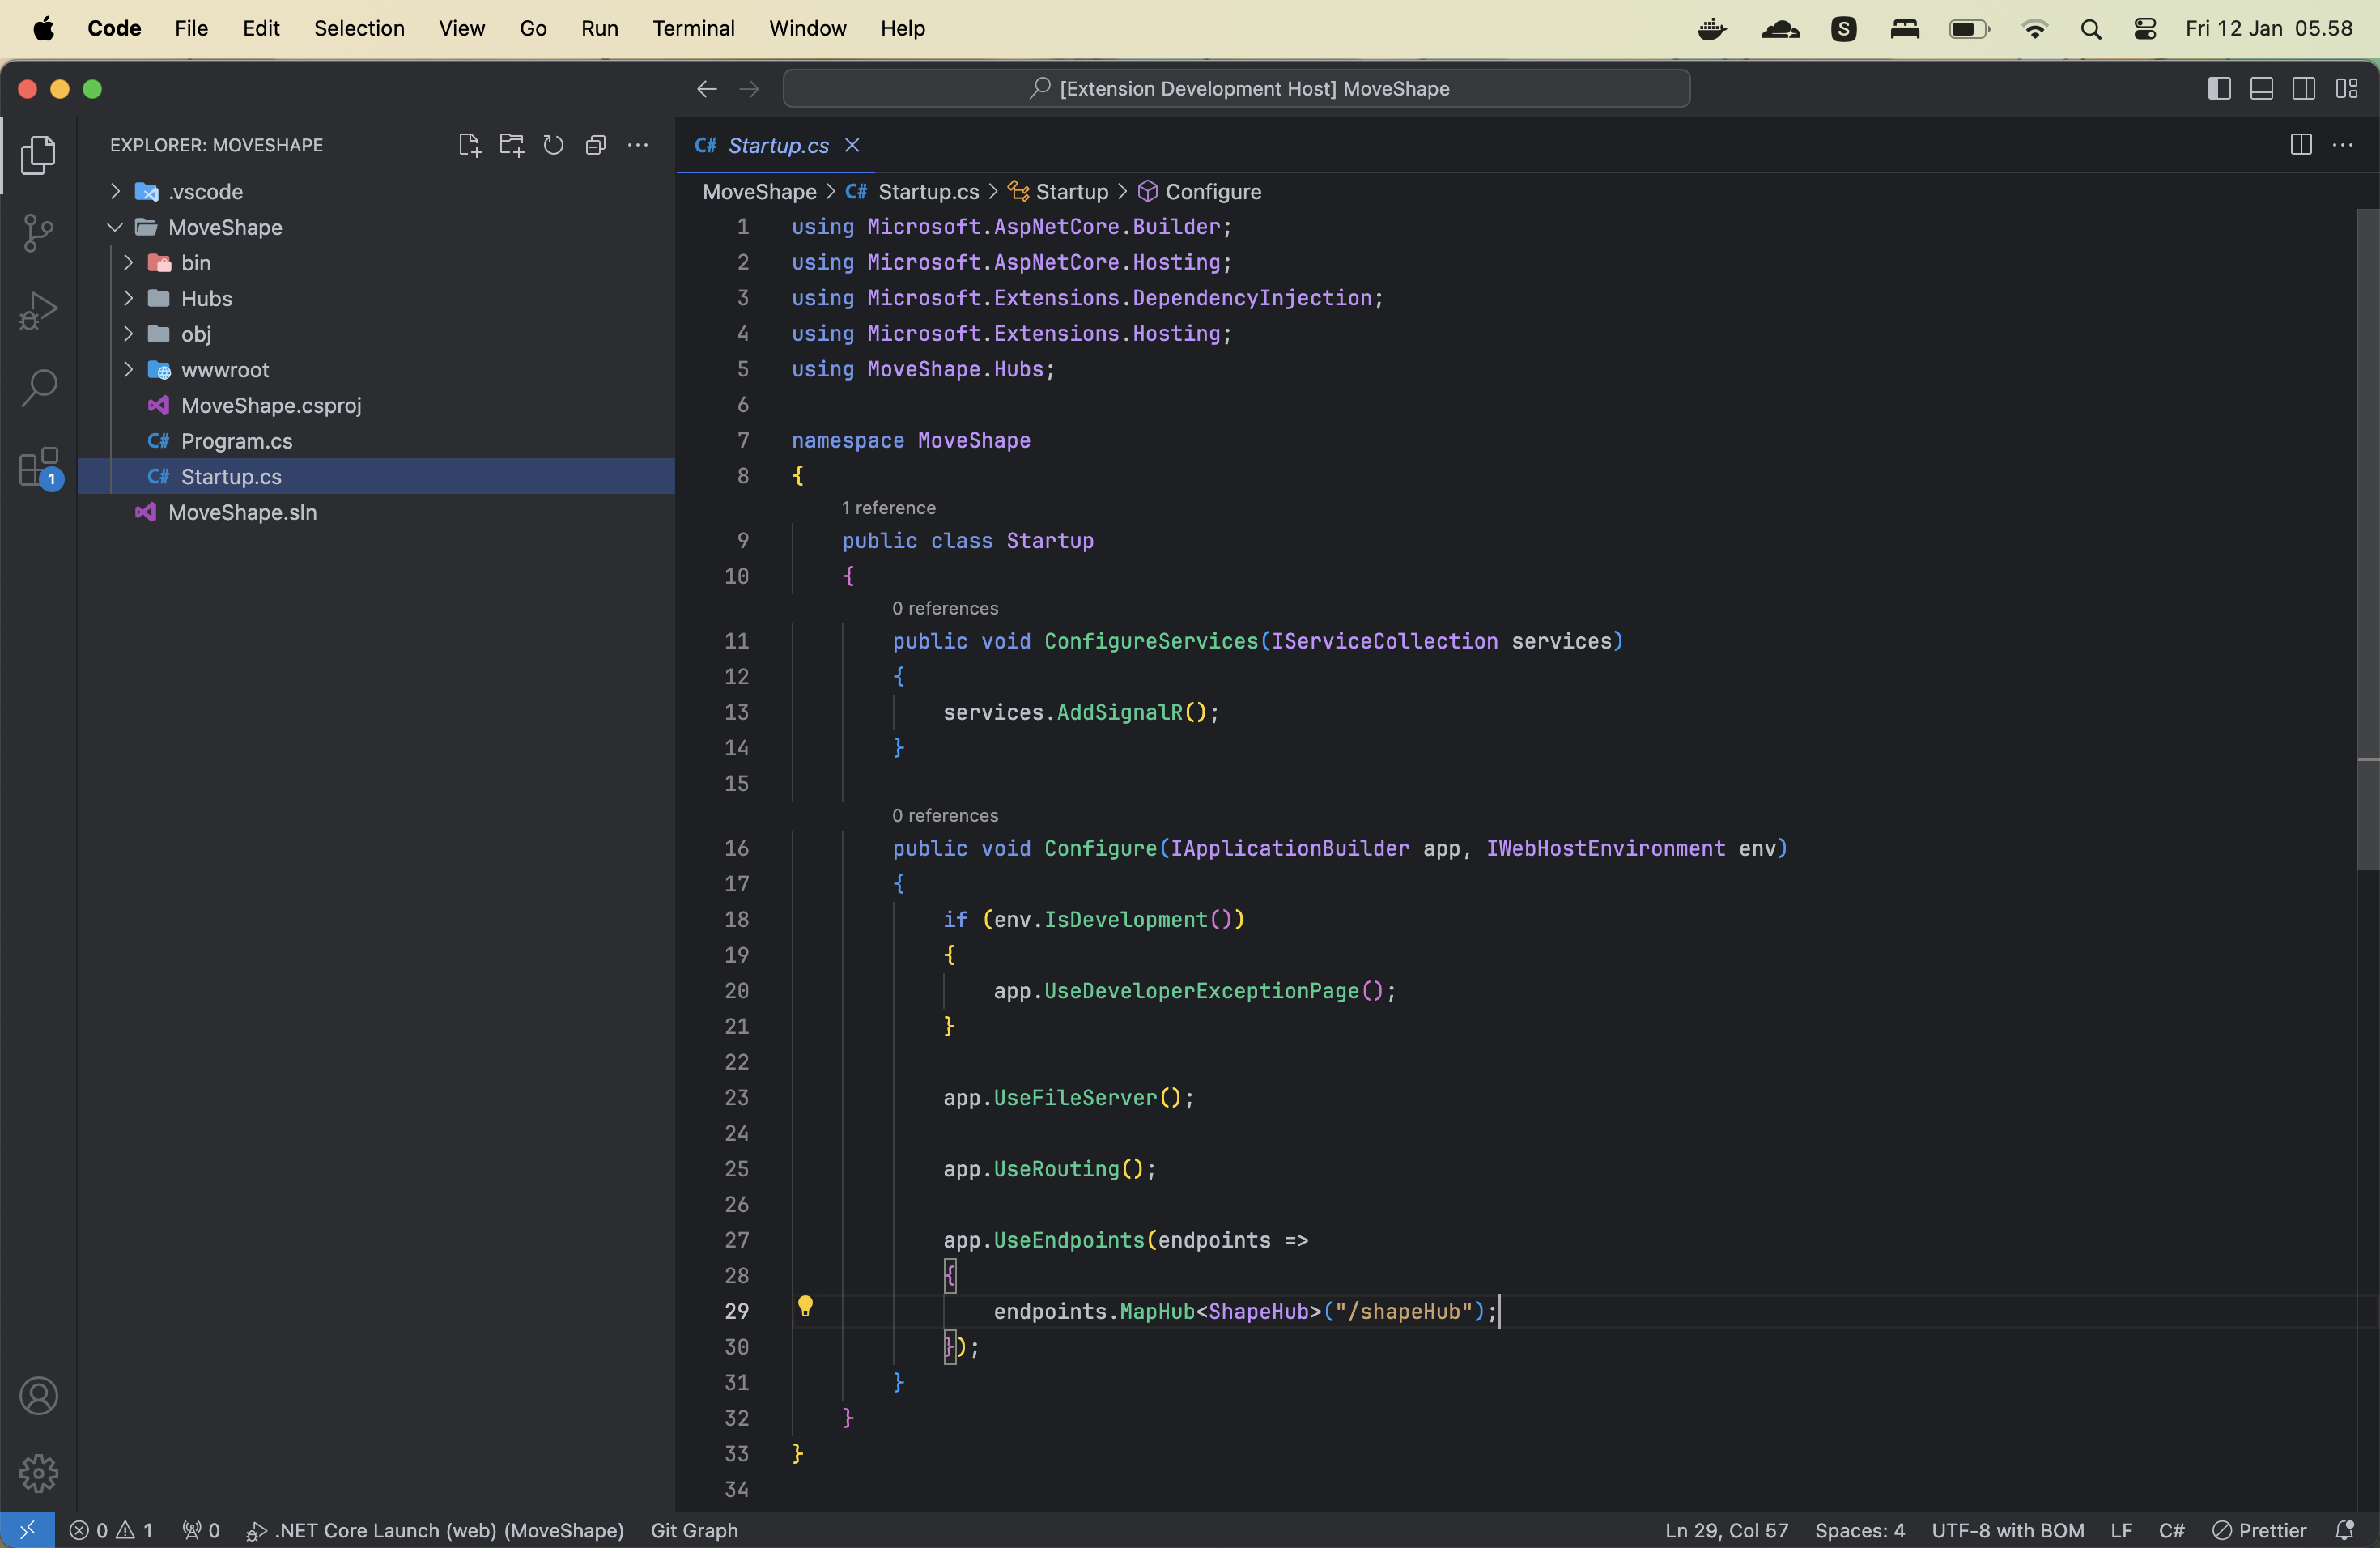 Code File Edit Selection View Go Run Terminal Window Help S Fri 12 Jan 05.58
[Extension Development Host] MoveShape
EXPLORER: MOVESHAPE
.vscode
MoveShape
bin
Hubs
obj
wwwroot
MoveShape.csproj
C# Program.cs
C# Startup.cs
MoveShape.sln
1
C# Startup.cs
MoveShape > C# Startup.cs > Startup > Configure
1 using Microsoft.AspNetCore.Builder;
2 using Microsoft.AspNetCore.Hosting;
3 using Microsoft.Extensions.DependencyInjection;
4 using Microsoft.Extensions.Hosting;
5 using MoveShape.Hubs;
6
7 namespace MoveShape
8 {
1 reference
9 public class Startup
10 {
0 references
11 public void ConfigureServices(IServiceCollection services)
12 {
13 services.AddSignalR();
14 }
15
0 references
16 public void Configure(IApplicationBuilder app, IWebHostEnvironment env)
17 {
18 if (env.IsDevelopment())
19 {
20 app.UseDeveloperExceptionPage();
21 }
22
23 app.UseFileServer();
24
25 app.UseRouting();
26
27 app.UseEndpoints(endpoints =>
28 {
29 endpoints.MapHub<ShapeHub>("/shapeHub");
30 });
31 }
32 }
33 }
34
0 1 0 .NET Core Launch (web) (MoveShape) Git Graph Ln 29, Col 57 Spaces: 4 UTF-8 with BOM LF C# Prettier